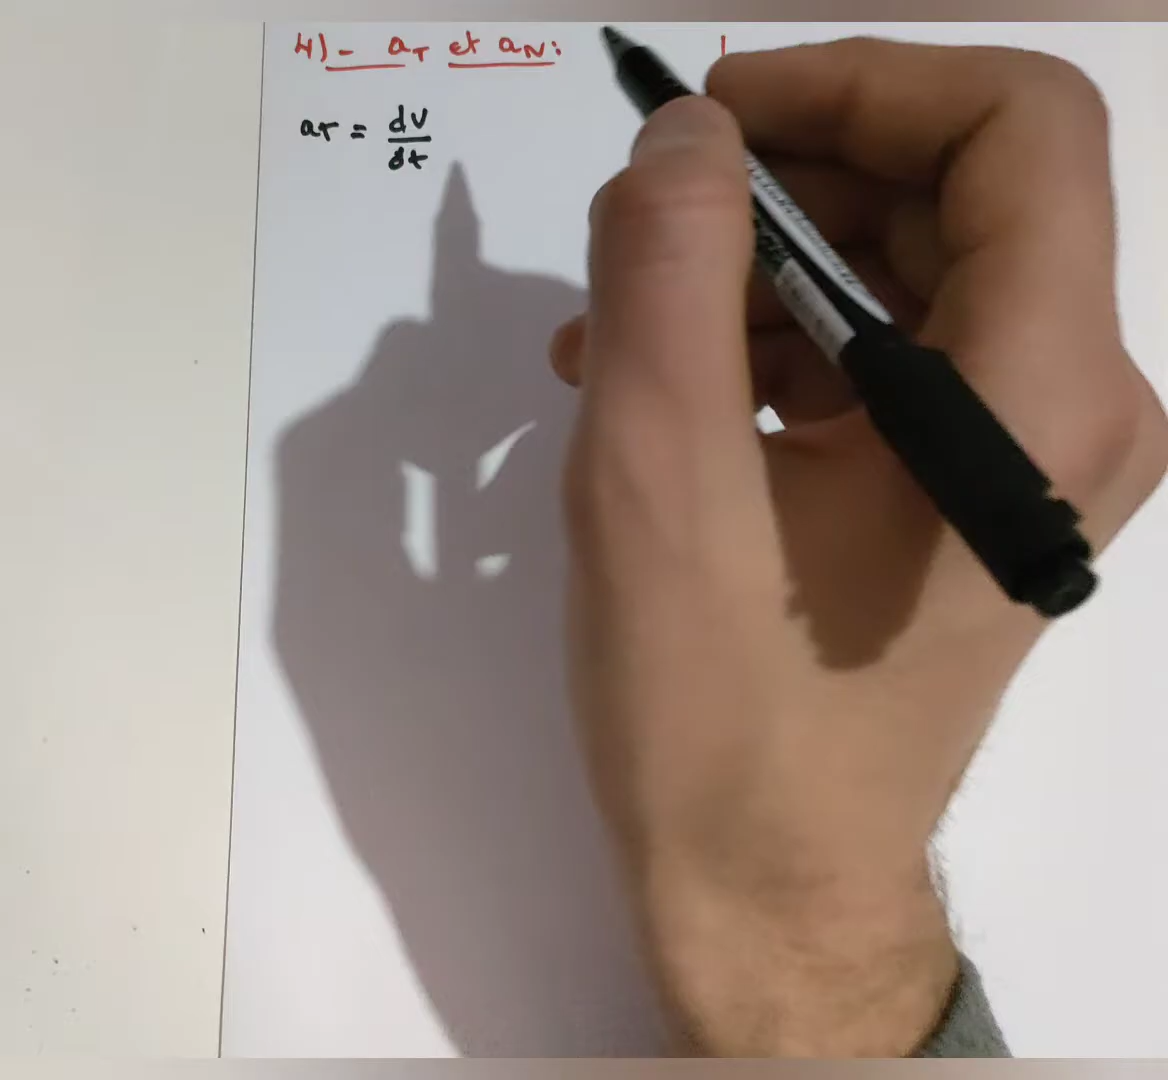 4)- aT et aN:
aT = dv/dt